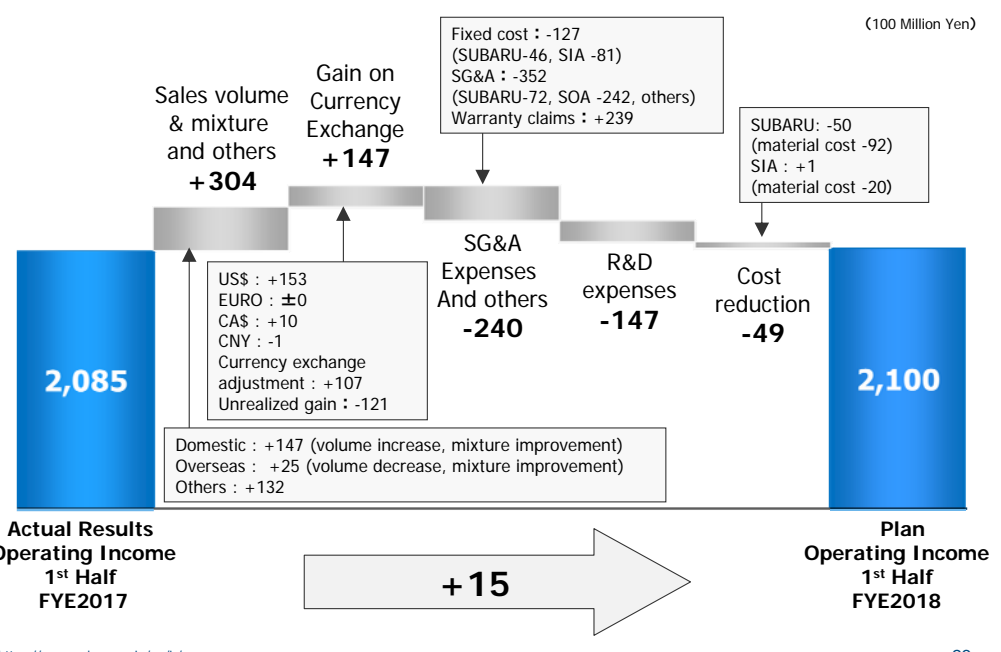 (100 Million Yen)
Sales volume
& mixture
and others
+304
Gain on
Currency
Exchange
+147
Fixed cost：-127
(SUBARU-46, SIA -81)
SG&A：-352
(SUBARU-72, SOA -242, others)
Warranty claims：+239
SUBARU: -50
(material cost -92)
SIA : +1
(material cost -20)
SG&A
Expenses
And others
-240
R&D
expenses
-147
Cost
reduction
-49
US$ : +153
EURO : ±0
CA$ : +10
CNY : -1
Currency exchange
adjustment : +107
Unrealized gain：-121
2,085
2,100
Domestic : +147 (volume increase, mixture improvement)
Overseas : +25 (volume decrease, mixture improvement)
Others : +132
Actual Results
Operating Income
1st Half
FYE2017
+15
Plan
Operating Income
1st Half
FYE2018